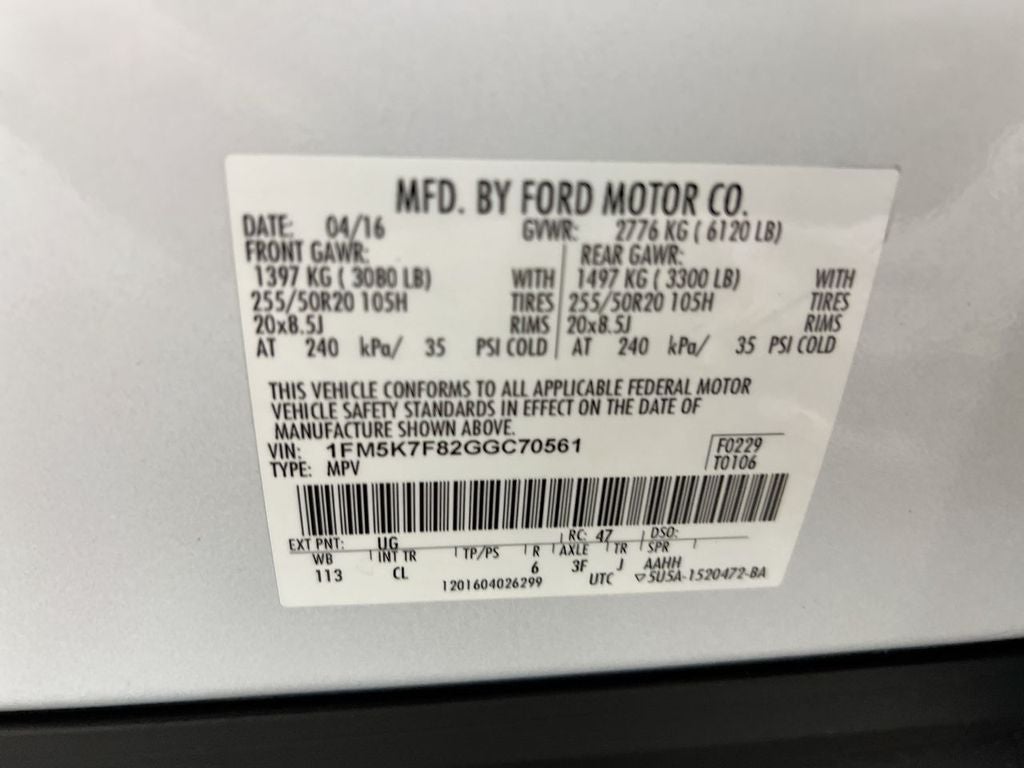 MFD. BY FORD MOTOR CO.
DATE: 04/16 GVWR: 2776 KG ( 6120 LB)
FRONT GAWR: REAR GAWR:
1397 KG ( 3080 LB) WITH 1497 KG ( 3300 LB) WITH
255/50R20 105H TIRES 255/50R20 105H TIRES
20x8.5J RIMS 20x8.5J RIMS
AT 240 kPa/ 35 PSI COLD AT 240 kPa/ 35 PSI COLD
THIS VEHICLE CONFORMS TO ALL APPLICABLE FEDERAL MOTOR
VEHICLE SAFETY STANDARDS IN EFFECT ON THE DATE OF
MANUFACTURE SHOWN ABOVE.
VIN: 1FM5K7F82GGC70561 F0229
TYPE: MPV T0106
EXT PNT: UG RC: 47 DSO:
WB INT TR TP/PS R AXLE TR SPR
113 CL 6 3F J AAHH
1201604026299 UTC ▽5U5A-1520472-BA